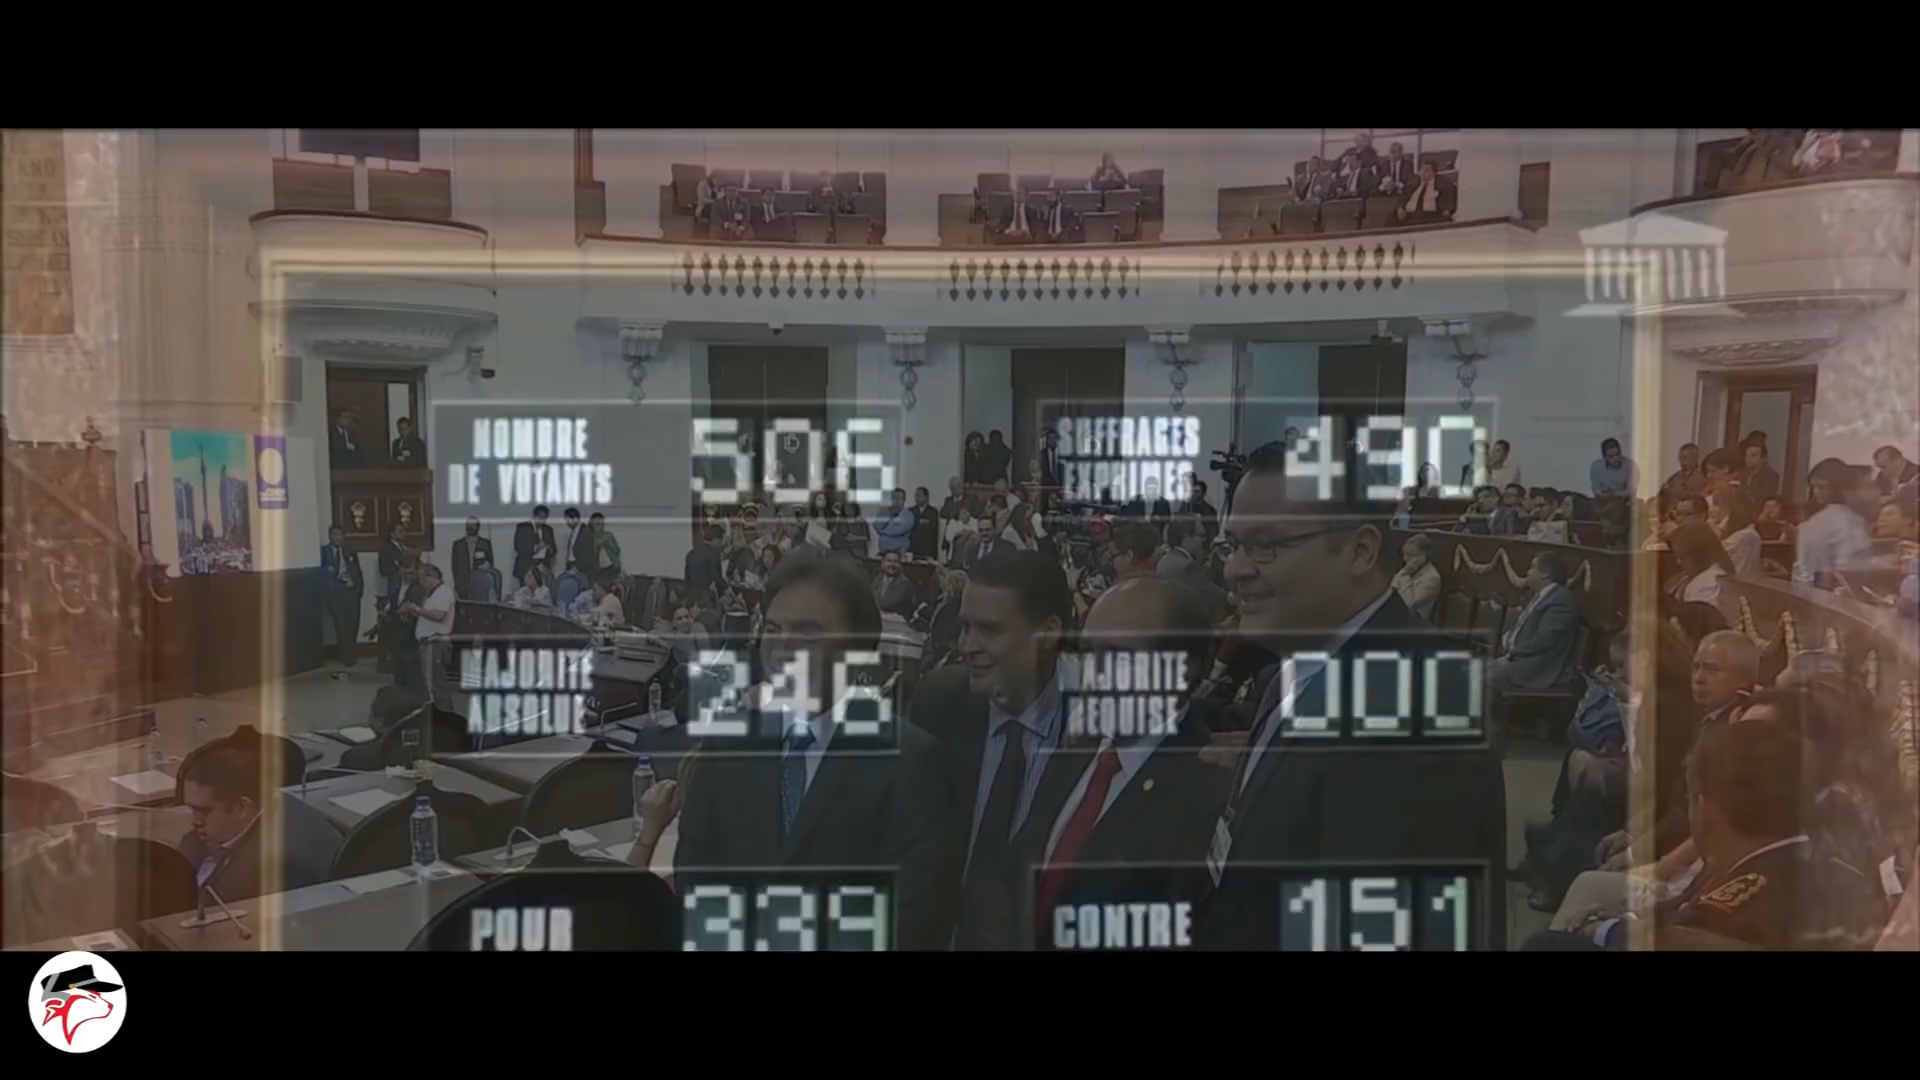 NOMBRE
DE VOTANTS
506
SUFFRAGES
EXPRIMES
490
MAJORITE
ABSOLUE
246
MAJORITE
REQUISE
000
POUR
339
CONTRE
151